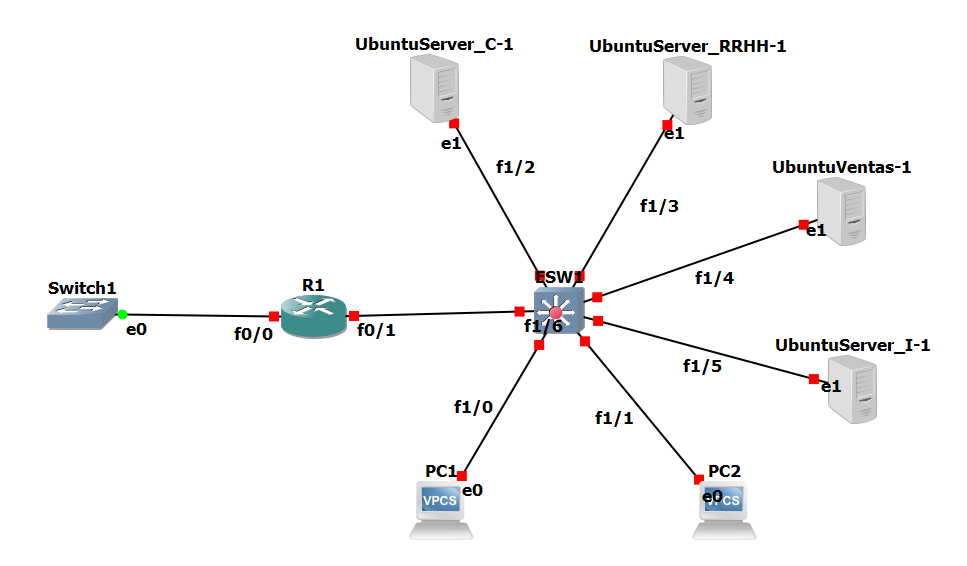 UbuntuServer_C-1
UbuntuServer_RRHH-1
e1
e1
f1/2
UbuntuVentas-1
f1/3
e1
f1/4
ESW1
Switch1
R1
e0
f0/0
f0/1
f1/6
UbuntuServer_I-1
f1/5
e1
f1/0
f1/1
PC1
PC2
e0
e0
VPCS
VPCS